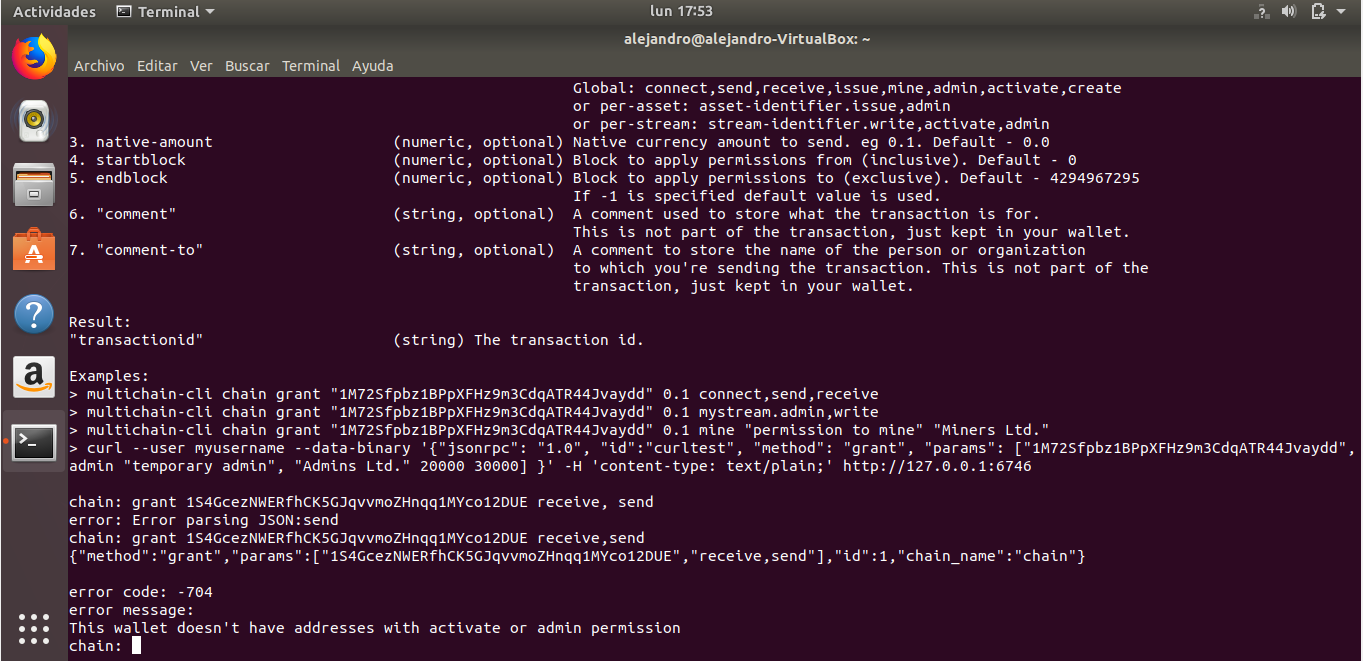 Actividades Terminal lun 17:53
alejandro@alejandro-VirtualBox: ~
Archivo Editar Ver Buscar Terminal Ayuda
Global: connect,send,receive,issue,mine,admin,activate,create
or per-asset: asset-identifier.issue,admin
or per-stream: stream-identifier.write,activate,admin
3. native-amount (numeric, optional) Native currency amount to send. eg 0.1. Default - 0.0
4. startblock (numeric, optional) Block to apply permissions from (inclusive). Default - 0
5. endblock (numeric, optional) Block to apply permissions to (exclusive). Default - 4294967295
If -1 is specified default value is used.
6. "comment" (string, optional) A comment used to store what the transaction is for.
This is not part of the transaction, just kept in your wallet.
7. "comment-to" (string, optional) A comment to store the name of the person or organization
to which you're sending the transaction. This is not part of the
transaction, just kept in your wallet.
Result:
"transactionid" (string) The transaction id.
Examples:
> multichain-cli chain grant "1M72Sfpbz1BPpXFHz9m3CdqATR44Jvaydd" 0.1 connect,send,receive
> multichain-cli chain grant "1M72Sfpbz1BPpXFHz9m3CdqATR44Jvaydd" 0.1 mystream.admin,write
> multichain-cli chain grant "1M72Sfpbz1BPpXFHz9m3CdqATR44Jvaydd" 0.1 mine "permission to mine" "Miners Ltd."
> curl --user myusername --data-binary '{"jsonrpc": "1.0", "id":"curltest", "method": "grant", "params": ["1M72Sfpbz1BPpXFHz9m3CdqATR44Jvaydd",
admin "temporary admin", "Admins Ltd." 20000 30000] }' -H 'content-type: text/plain;' http://127.0.0.1:6746
chain: grant 1S4GcezNWERfhCK5GJqvvmoZHnqq1MYco12DUE receive, send
error: Error parsing JSON:send
chain: grant 1S4GcezNWERfhCK5GJqvvmoZHnqq1MYco12DUE receive,send
{"method":"grant","params":["1S4GcezNWERfhCK5GJqvvmoZHnqq1MYco12DUE","receive,send"],"id":1,"chain_name":"chain"}
error code: -704
error message:
This wallet doesn't have addresses with activate or admin permission
chain: